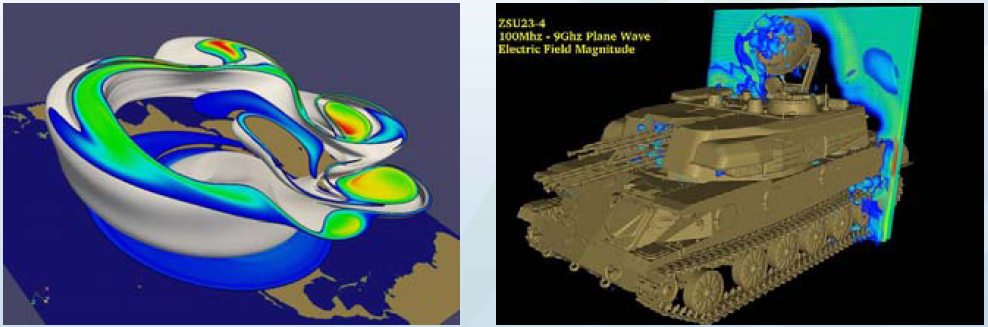 ZSU23-4
100Mhz - 9Ghz Plane Wave
Electric Field Magnitude